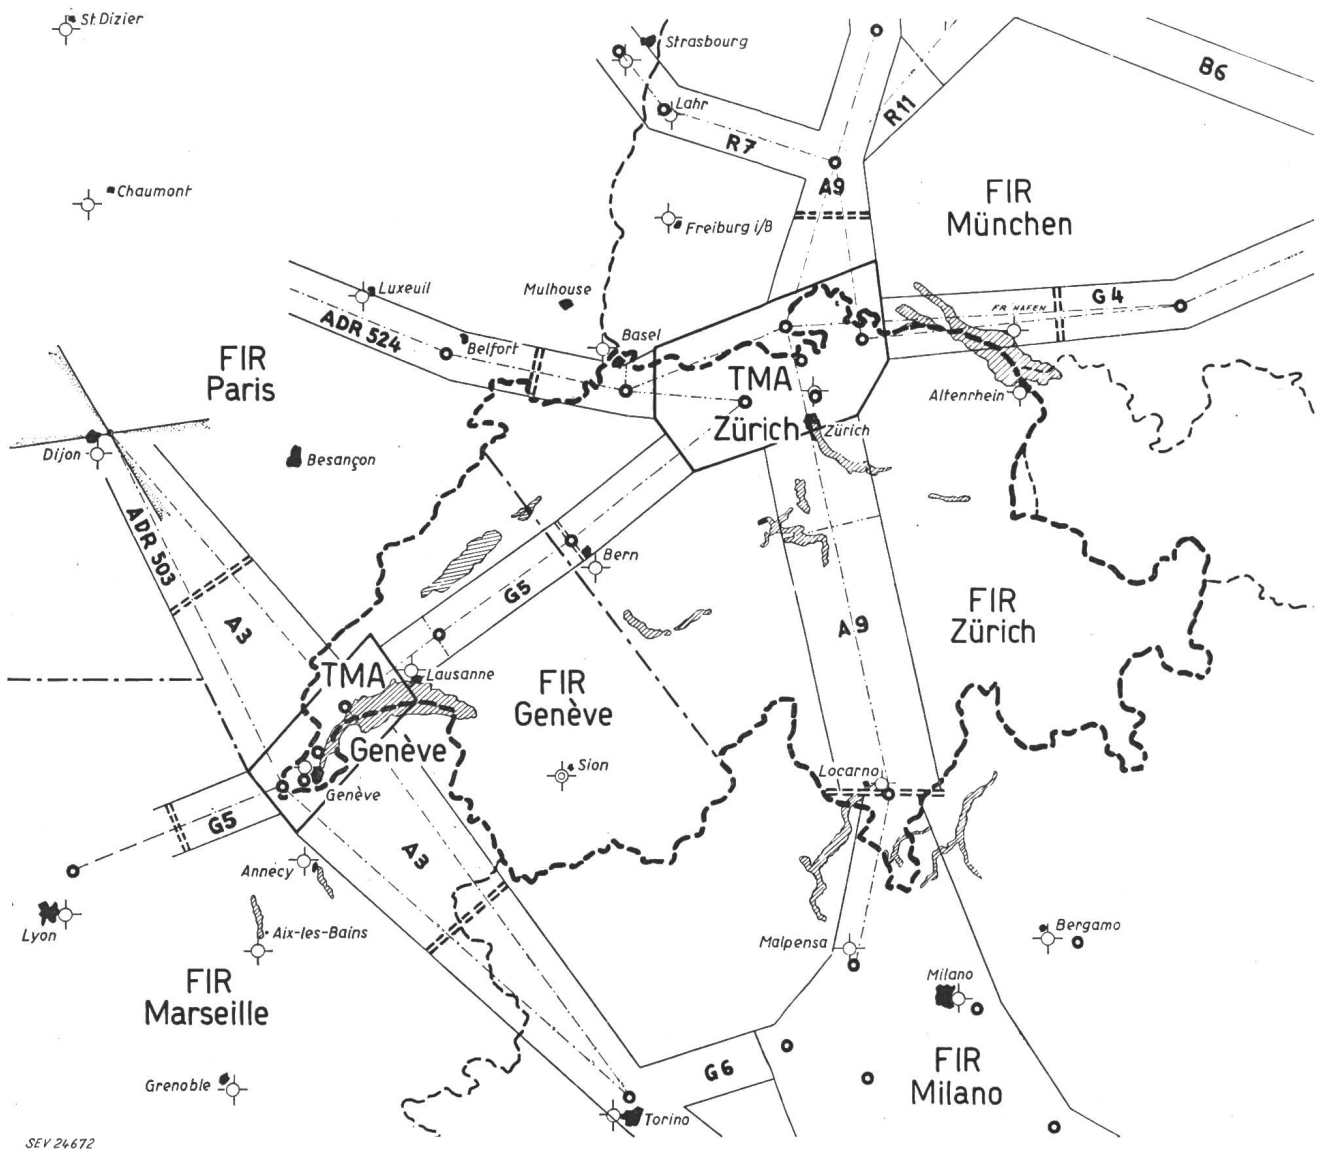 St. Dizier
Strasbourg
B6
Lahr
R11
R7
Chaumont
A9
FIR
München
Freiburg i/B
Luxeuil
Mulhouse
FR. HAFEN
G4
ADR 524
Basel
Belfort
FIR
Paris
TMA
Zürich
Altenrhein
Zürich
Dijon
Besançon
ADR 503
Bern
G5
A3
A9
FIR
Zürich
TMA
Genève
Lausanne
FIR
Genève
Sion
Locarno
Genève
G5
A3
Annecy
Lyon
Aix-les-Bains
Malpensa
Bergamo
Milano
FIR
Marseille
G6
FIR
Milano
Grenoble
Torino
SEV 24672